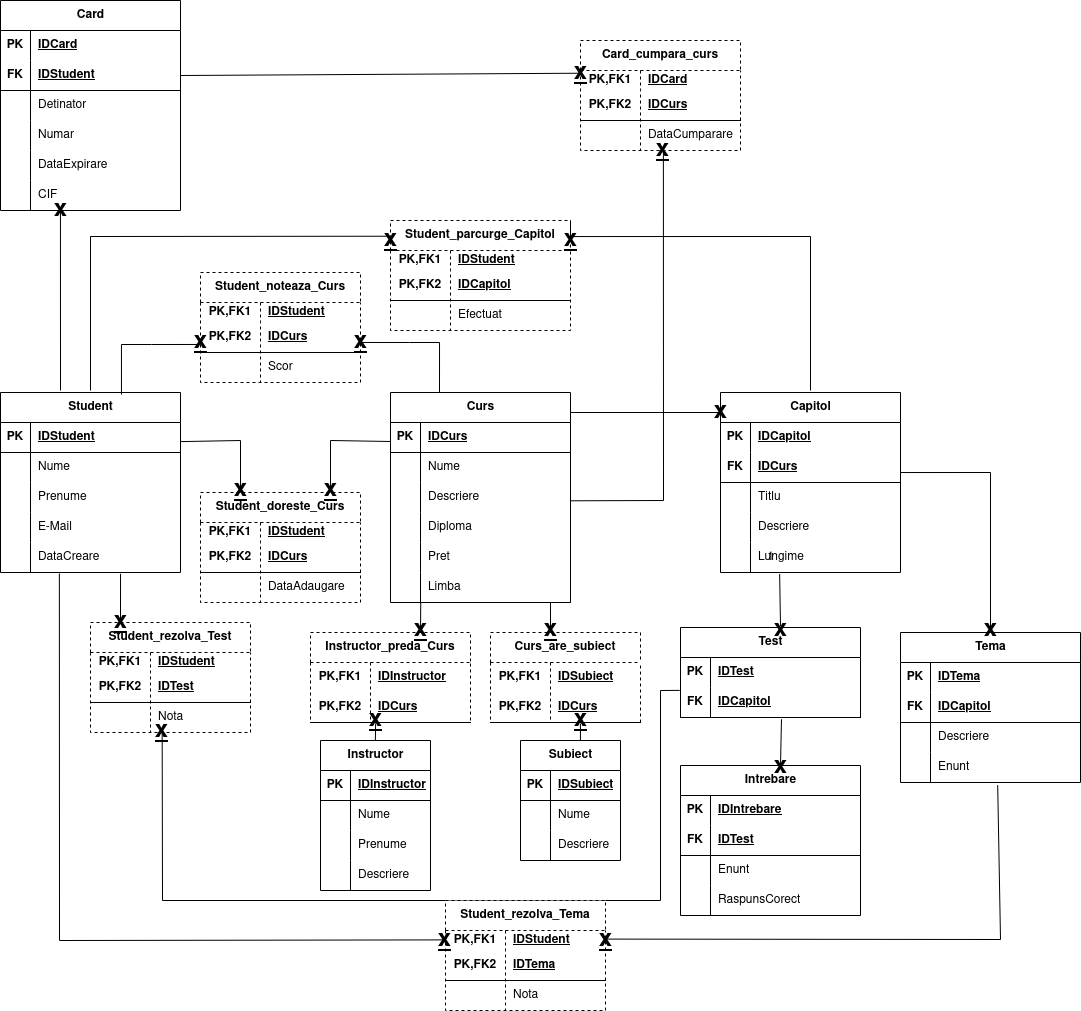 Card
PK IDCard
FK IDStudent
Detinator
Numar
DataExpirare
CIF
Card_cumpara_curs
PK,FK1 IDCard
PK,FK2 IDCurs
DataCumparare
Student_parcurge_Capitol
PK,FK1 IDStudent
PK,FK2 IDCapitol
Efectuat
Student_noteaza_Curs
PK,FK1 IDStudent
PK,FK2 IDCurs
Scor
Student
PK IDStudent
Nume
Prenume
E-Mail
DataCreare
Curs
PK IDCurs
Nume
Descriere
Diploma
Pret
Limba
Capitol
PK IDCapitol
FK IDCurs
Titlu
Descriere
Lungime
Student_doreste_Curs
PK,FK1 IDStudent
PK,FK2 IDCurs
DataAdaugare
Student_rezolva_Test
PK,FK1 IDStudent
PK,FK2 IDTest
Nota
Instructor_preda_Curs
PK,FK1 IDInstructor
PK,FK2 IDCurs
Curs_are_subiect
PK,FK1 IDSubiect
PK,FK2 IDCurs
Test
PK IDTest
FK IDCapitol
Tema
PK IDTema
FK IDCapitol
Descriere
Enunt
Instructor
PK IDInstructor
Nume
Prenume
Descriere
Subiect
PK IDSubiect
Nume
Descriere
Intrebare
PK IDIntrebare
FK IDTest
Enunt
RaspunsCorect
Student_rezolva_Tema
PK,FK1 IDStudent
PK,FK2 IDTema
Nota